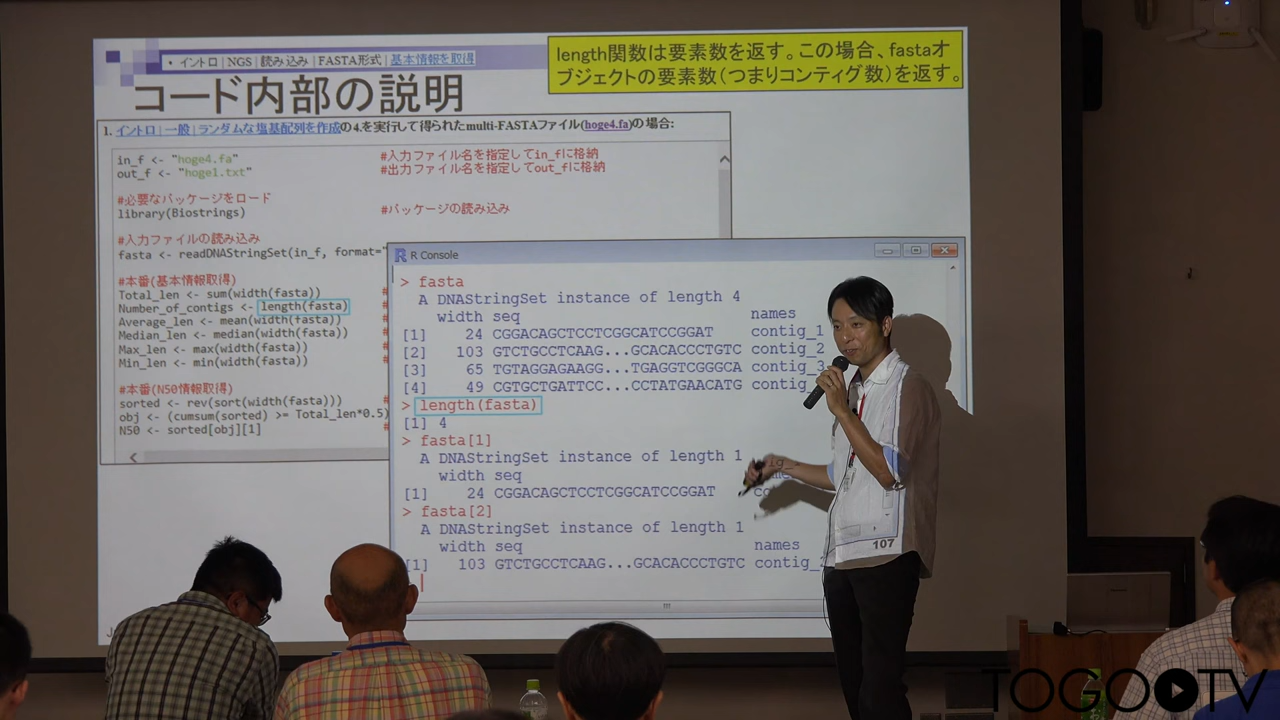 ・イントロ | NGS | 読み込み | FASTA形式 | 基本情報を取得
コード内部の説明
length関数は要素数を返す。この場合、fastaオ
ブジェクトの要素数（つまりコンティグ数）を返す。
1. イントロ | 一般 | ランダムな塩基配列を作成の4.を実行して得られたmulti-FASTAファイル(hoge4.fa)の場合:
in_f <- "hoge4.fa" #入力ファイル名を指定してin_fに格納
out_f <- "hoge1.txt" #出力ファイル名を指定してout_fに格納
#必要なパッケージをロード
library(Biostrings) #パッケージの読み込み
#入力ファイルの読み込み
fasta <- readDNAStringSet(in_f, format="
#本番(基本情報取得)
Total_len <- sum(width(fasta)) #
Number_of_contigs <- length(fasta) #
Average_len <- mean(width(fasta)) #
Median_len <- median(width(fasta)) #
Max_len <- max(width(fasta)) #
Min_len <- min(width(fasta)) #
#本番(N50情報取得)
sorted <- rev(sort(width(fasta))) #
obj <- (cumsum(sorted) >= Total_len*0.5)
N50 <- sorted[obj][1] #
R Console
> fasta
A DNAStringSet instance of length 4
width seq names
[1] 24 CGGACAGCTCCTCGGCATCCGGAT contig_1
[2] 103 GTCTGCCTCAAG...GCACACCCTGTC contig_2
[3] 65 TGTAGGAGAAGG...TGAGGTCGGGCA contig_3
[4] 49 CGTGCTGATTCC...CCTATGAACATG contig_
> length(fasta)
[1] 4
> fasta[1]
A DNAStringSet instance of length 1
width seq
[1] 24 CGGACAGCTCCTCGGCATCCGGAT
> fasta[2]
A DNAStringSet instance of length 1
width seq names
[1] 103 GTCTGCCTCAAG...GCACACCCTGTC contig_2
107
TOGO TV